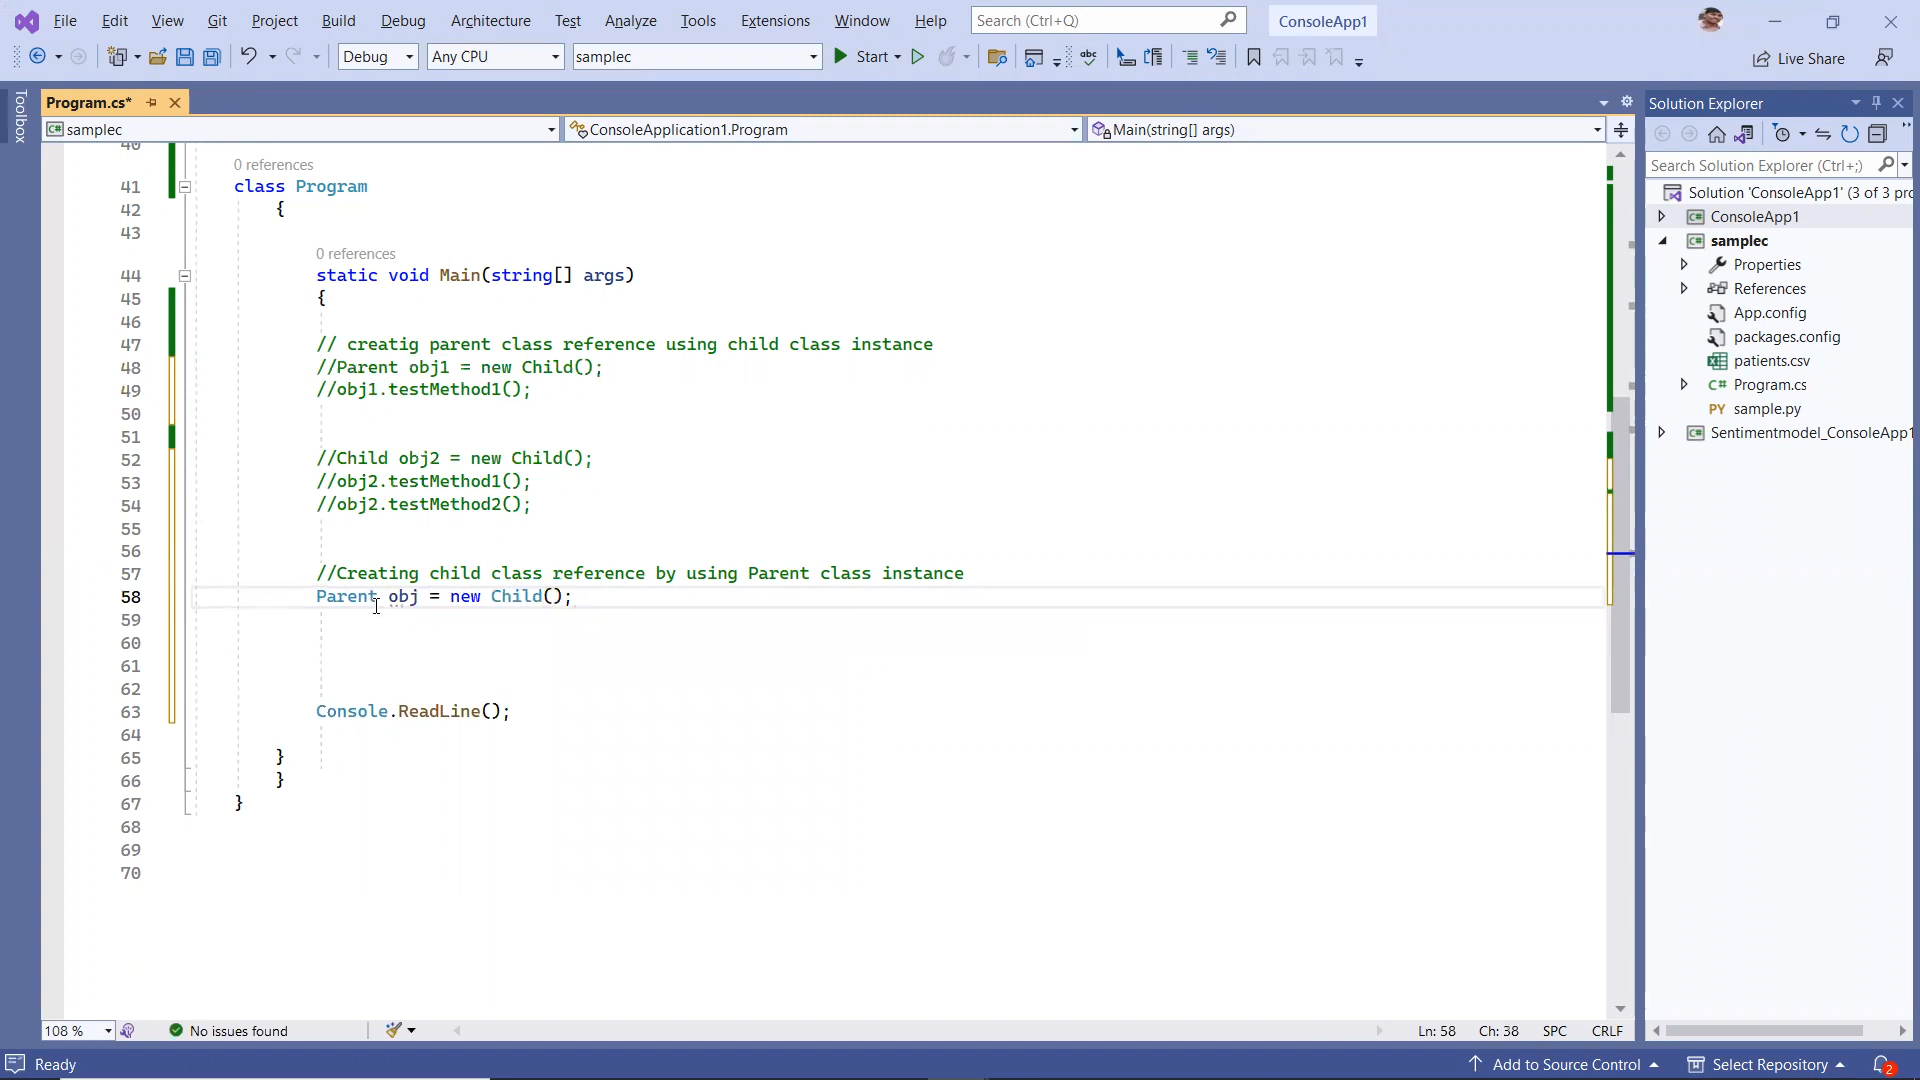 File Edit View Git Project Build Debug Architecture Test Analyze Tools Extensions Window Help Search (Ctrl+Q) ConsoleApp1
Debug Any CPU samplec Start abc Live Share
Toolbox
Program.cs*
samplec ConsoleApplication1.Program Main(string[] args)
40
0 references
41 class Program
42 {
43
0 references
44 static void Main(string[] args)
45 {
46
47 // creatig parent class reference using child class instance
48 //Parent obj1 = new Child();
49 //obj1.testMethod1();
50
51
52 //Child obj2 = new Child();
53 //obj2.testMethod1();
54 //obj2.testMethod2();
55
56
57 //Creating child class reference by using Parent class instance
58 Parent obj = new Child();
59
60
61
62
63 Console.ReadLine();
64
65 }
66 }
67 }
68
69
70
Solution Explorer
Search Solution Explorer (Ctrl+;)
Solution 'ConsoleApp1' (3 of 3 pro
C# ConsoleApp1
C# samplec
Properties
References
App.config
packages.config
patients.csv
C# Program.cs
PY sample.py
C# Sentimentmodel_ConsoleApp1
108 % No issues found Ln: 58 Ch: 38 SPC CRLF
Ready Add to Source Control Select Repository 2